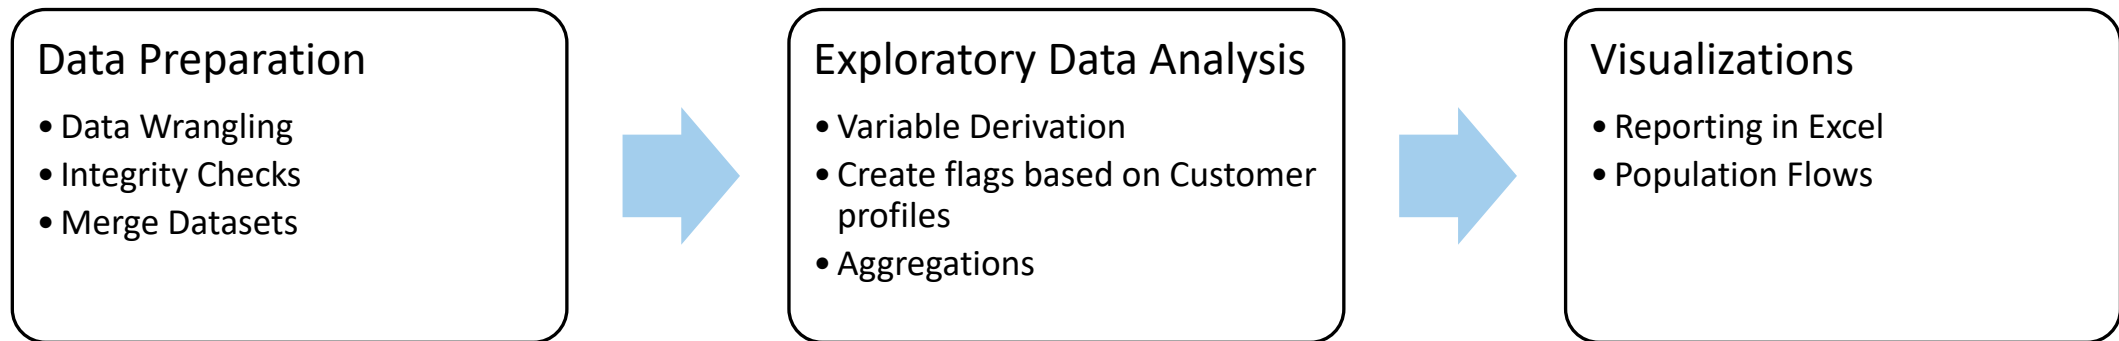 Data Preparation
• Data Wrangling
• Integrity Checks
• Merge Datasets
Exploratory Data Analysis
• Variable Derivation
• Create flags based on Customer
profiles
• Aggregations
Visualizations
• Reporting in Excel
• Population Flows